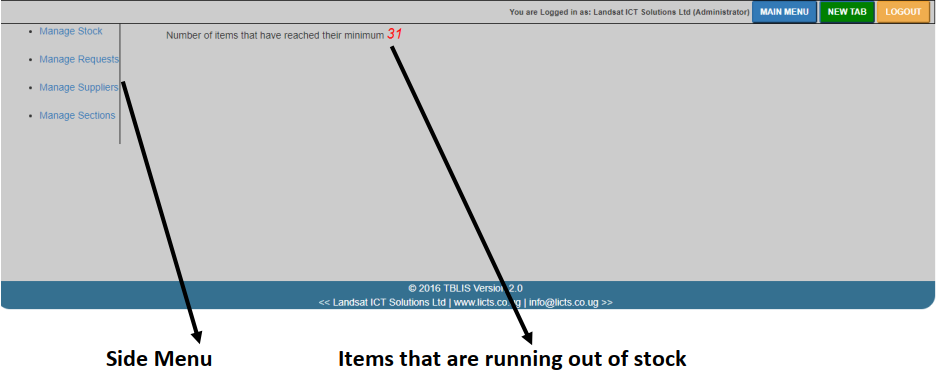 You are Logged in as: Landsat ICT Solutions Ltd (Administrator) MAIN MENU NEW TAB LOGOUT
Manage Stock
Number of items that have reached their minimum 31
Manage Requests
Manage Suppliers
Manage Sections
© 2016 TBLIS Version 2.0
<< Landsat ICT Solutions Ltd | www.licts.co.ug | info@licts.co.ug >>
Side Menu
Items that are running out of stock